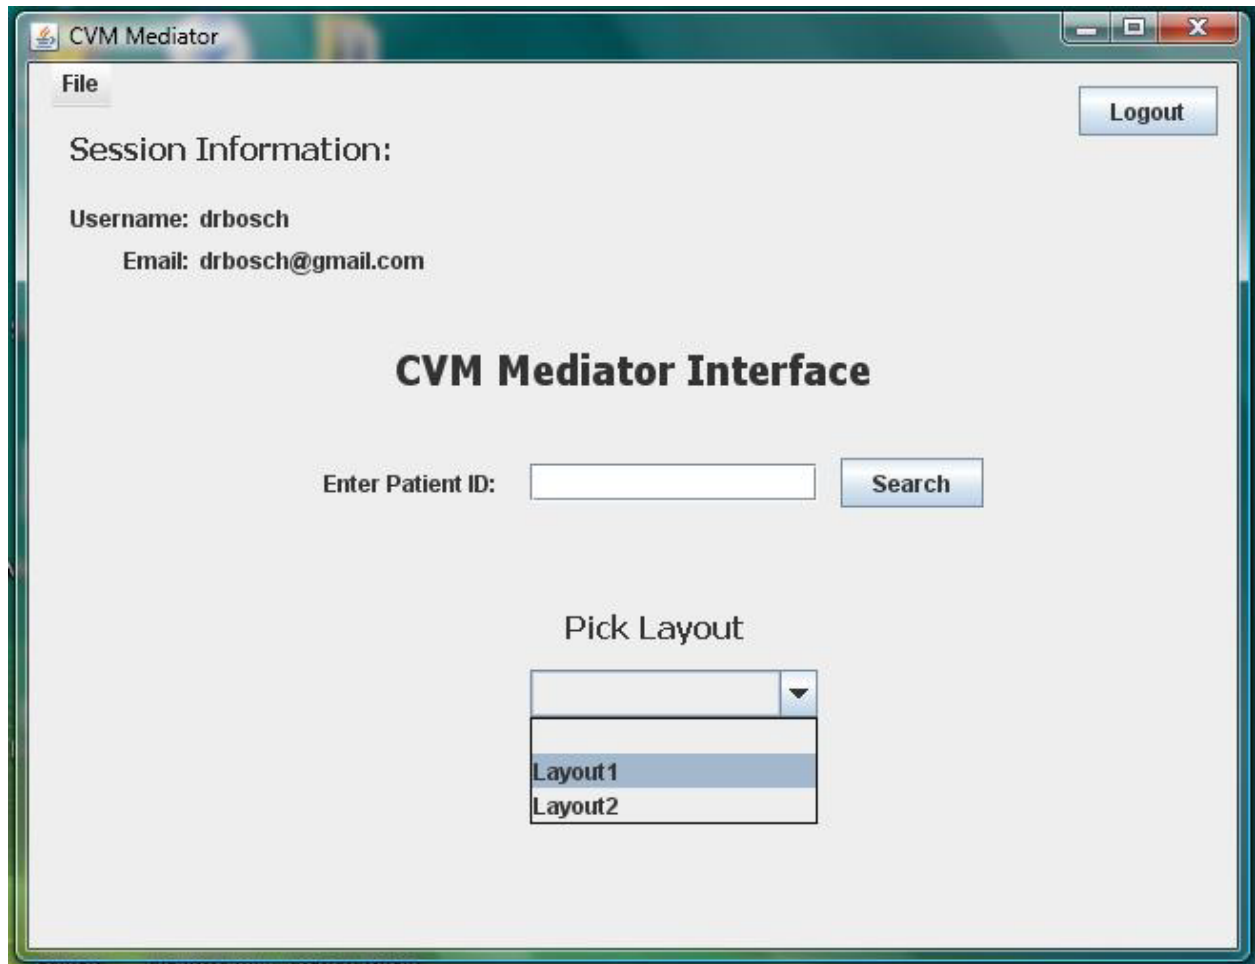 CVM Mediator
File
Logout
Session Information:
Username: drbosch
Email: drbosch@gmail.com
CVM Mediator Interface
Enter Patient ID:
Search
Pick Layout
Layout1
Layout2